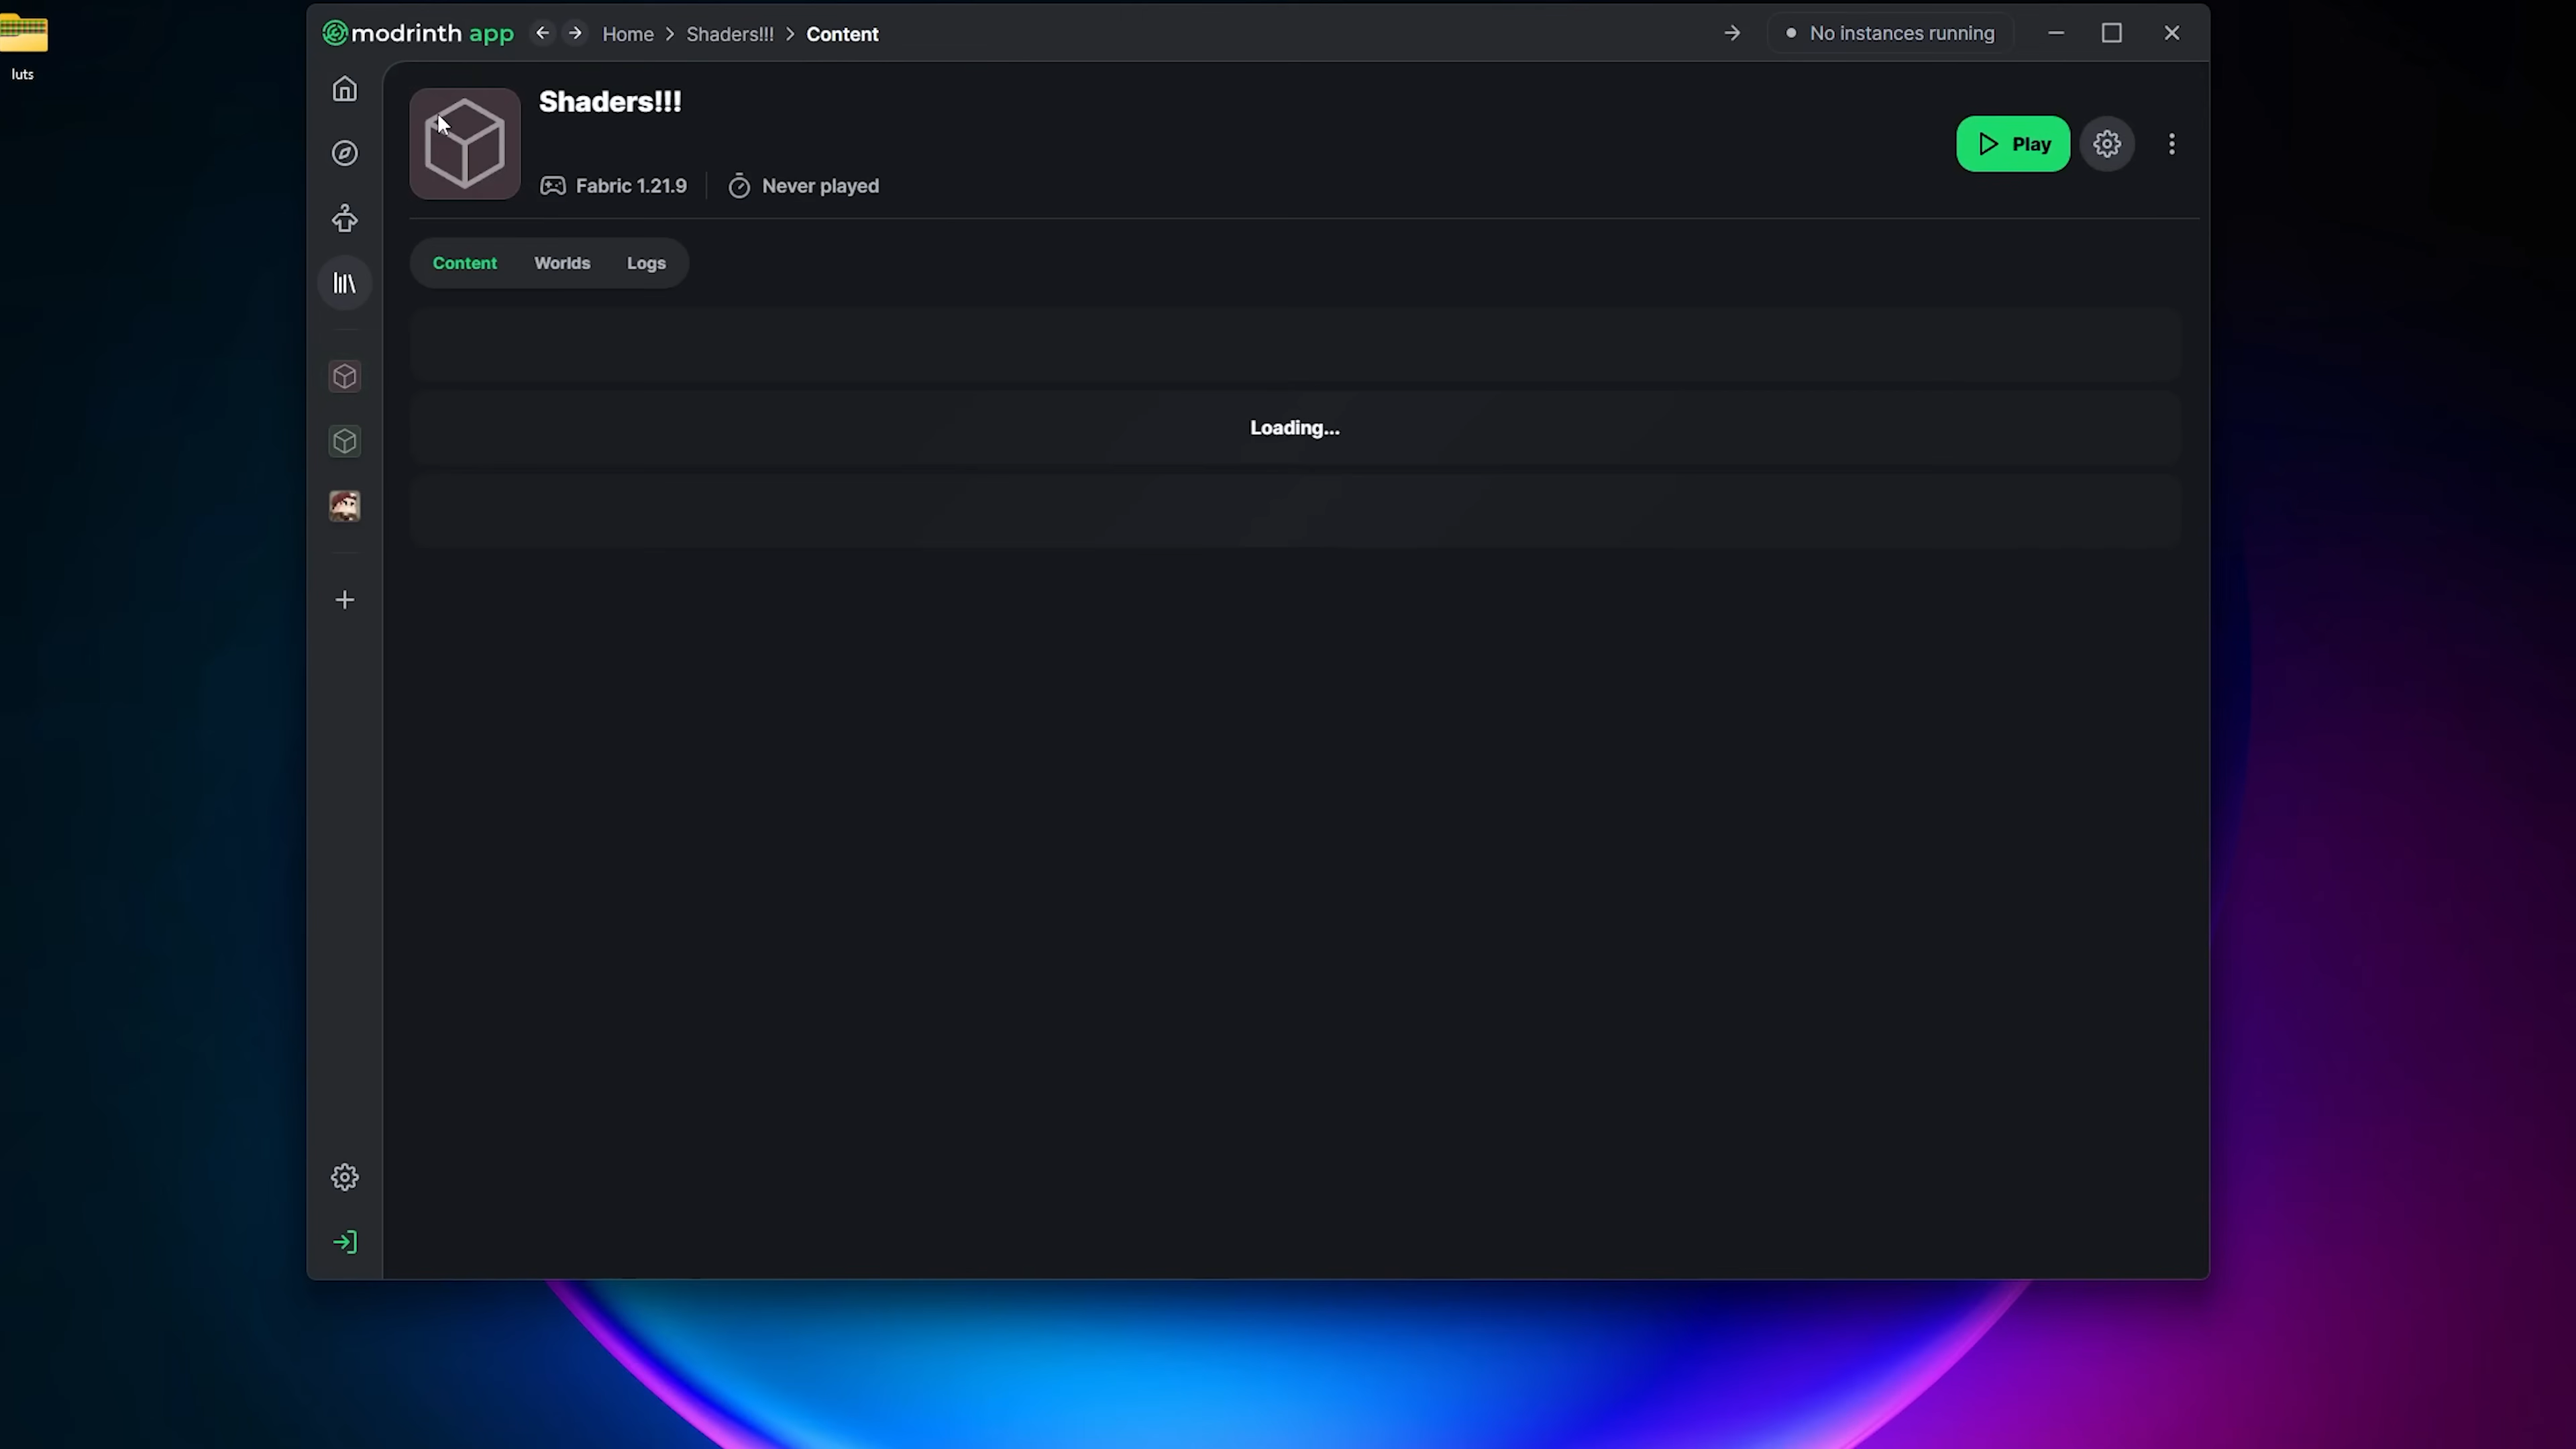 luts
modrinth app Home > Shaders!!! > Content No instances running
Shaders!!!
Fabric 1.21.9 Never played
Play
Content Worlds Logs
Loading...